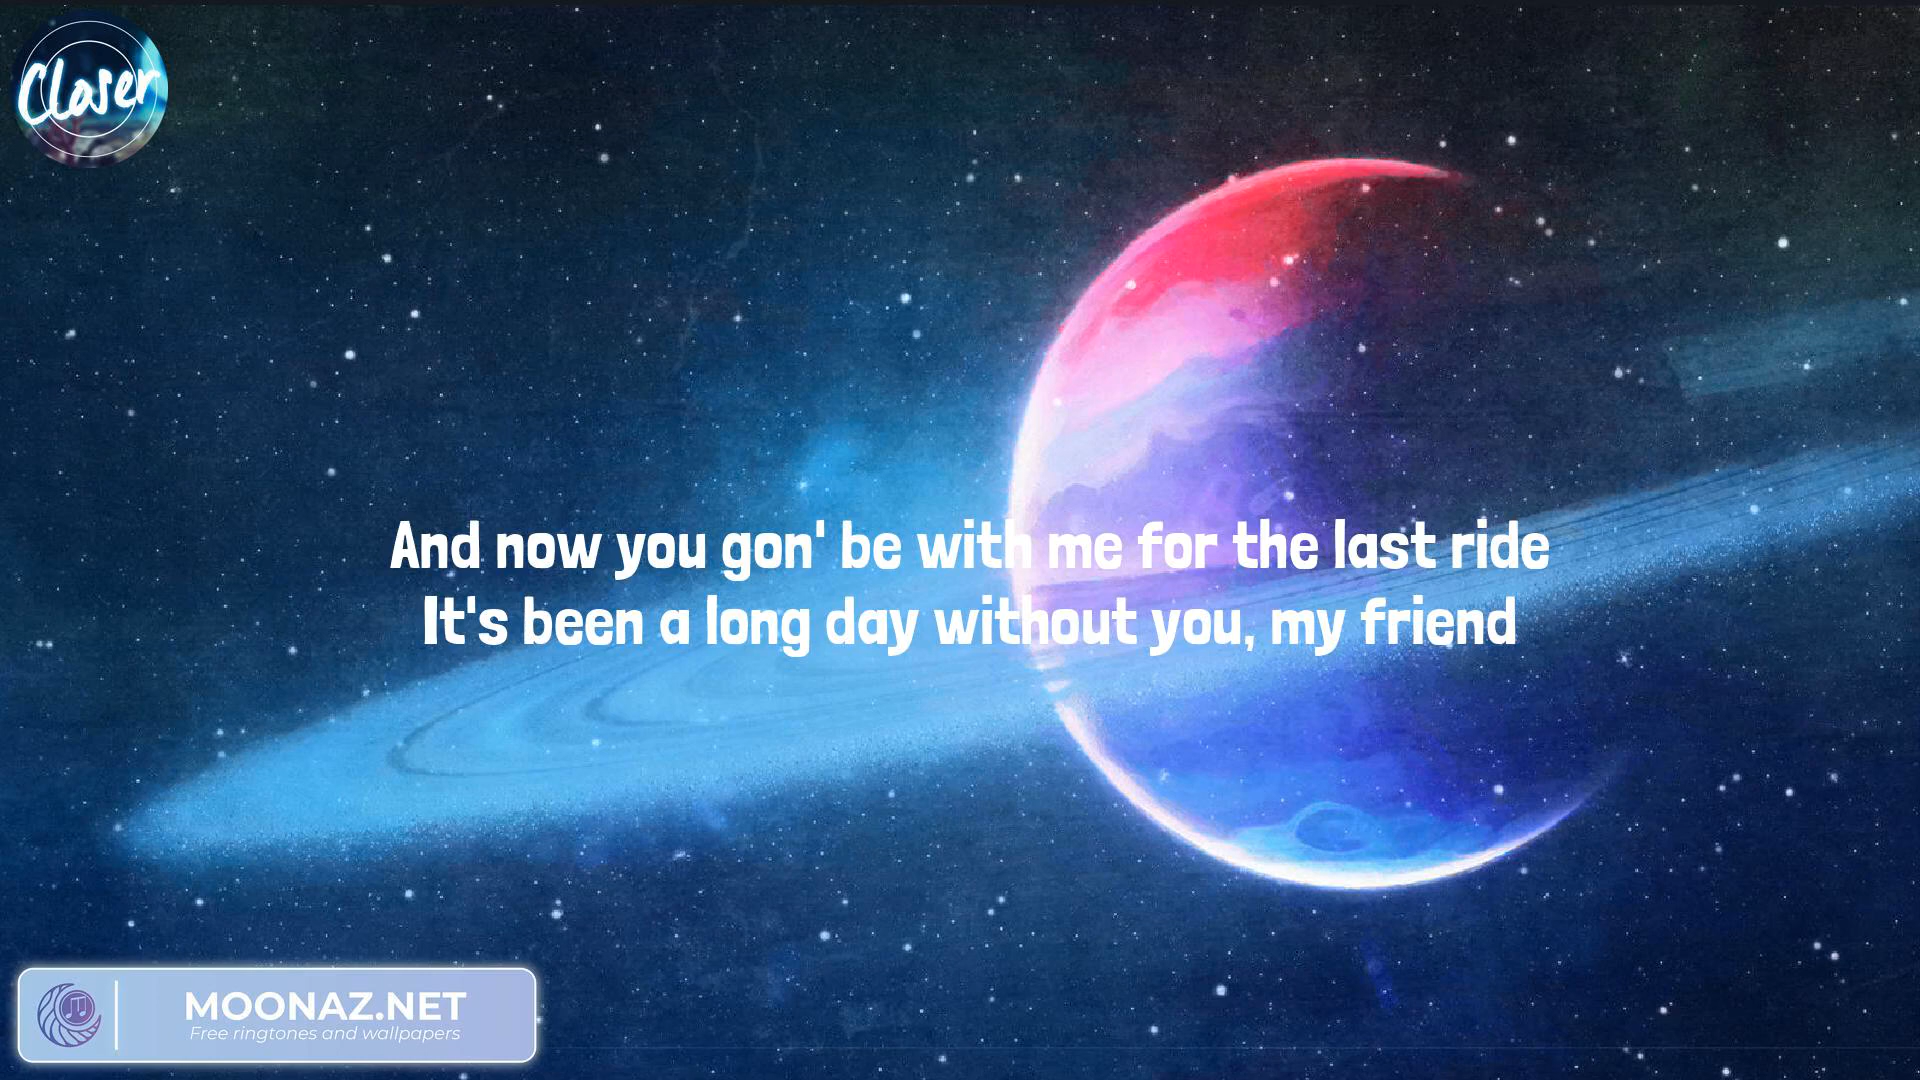 Closer
And now you gon' be with me for the last ride
It's been a long day without you, my friend
MOONAZ.NET
Free ringtones and wallpapers